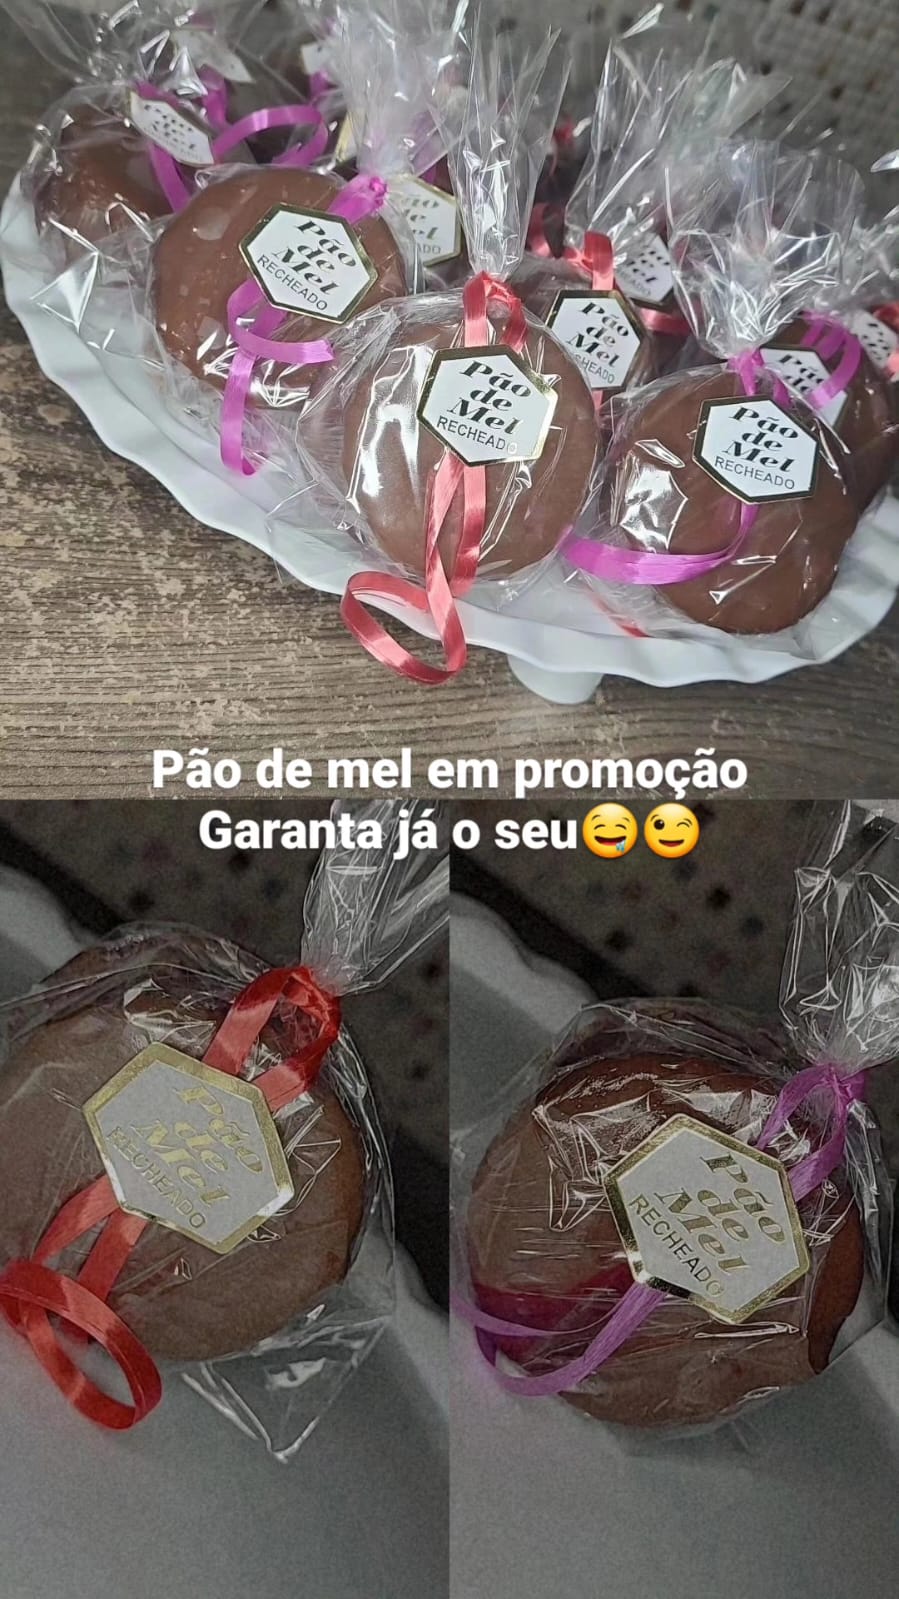 Pão
de
Mel
RECHEADO
Pão
de
Mel
RECHEADO
Pão
de
Mel
RECHEADO
Pão
de
Mel
RECHEADO
Pão de mel em promoção
Garanta já o seu🤤😉
Pão
de
Mel
RECHEADO
Pão
de
Mel
RECHEADO